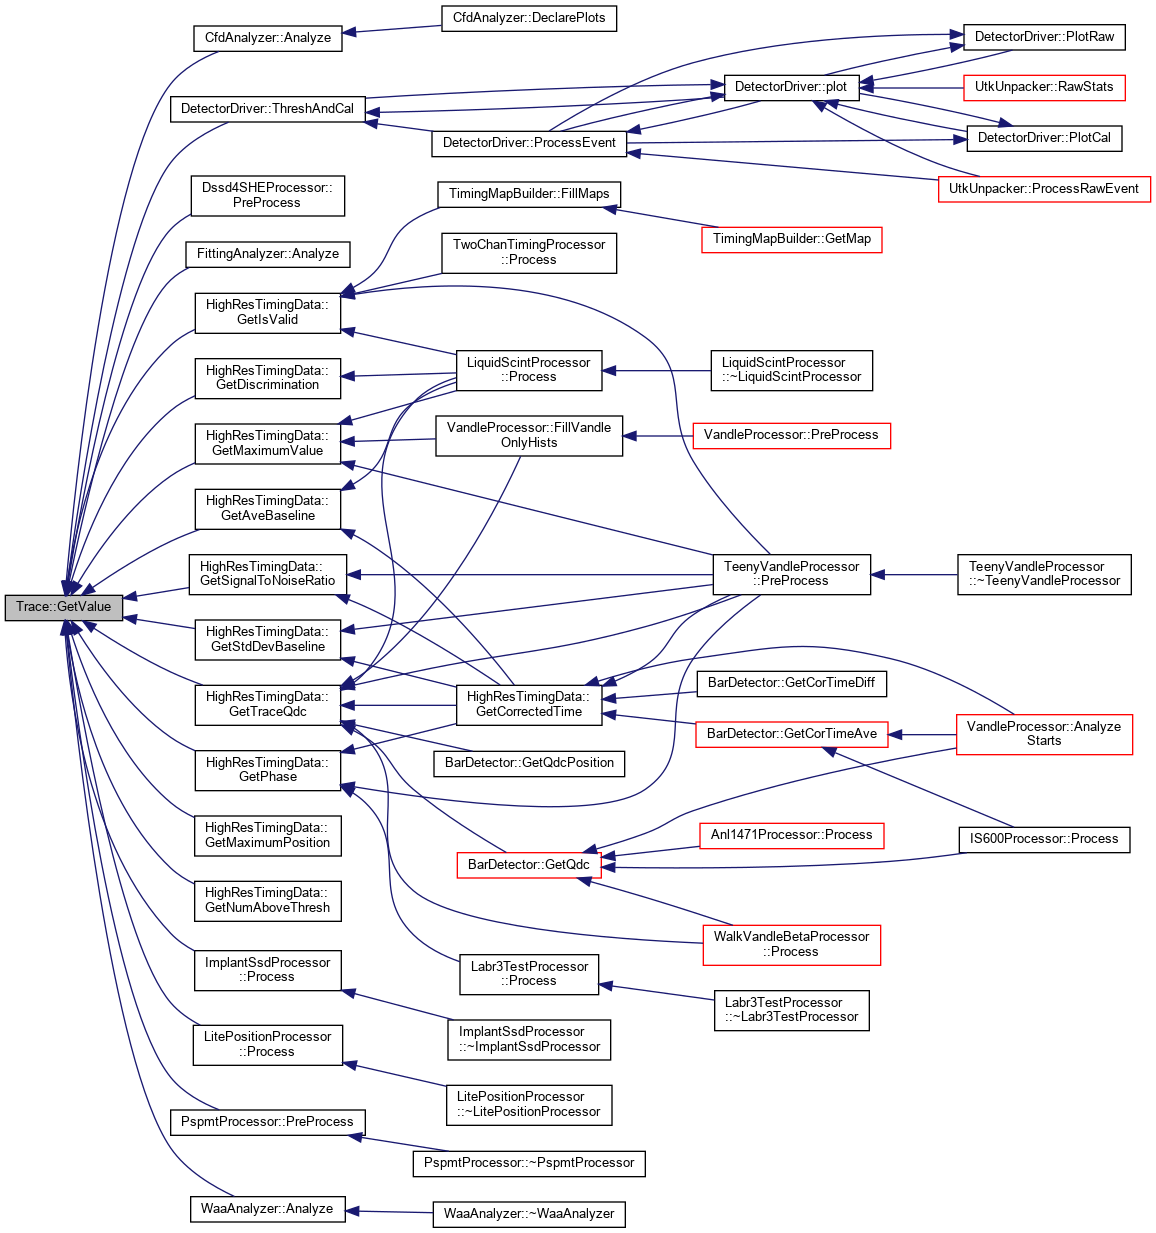 Trace::GetValue
CfdAnalyzer::Analyze
CfdAnalyzer::DeclarePlots
DetectorDriver::ThreshAndCal
DetectorDriver::ProcessEvent
DetectorDriver::plot
DetectorDriver::PlotRaw
UtkUnpacker::RawStats
DetectorDriver::PlotCal
UtkUnpacker::ProcessRawEvent
Dssd4SHEProcessor::
PreProcess
FittingAnalyzer::Analyze
HighResTimingData::
GetIsValid
TimingMapBuilder::FillMaps
TimingMapBuilder::GetMap
TwoChanTimingProcessor
::Process
HighResTimingData::
GetDiscrimination
LiquidScintProcessor
::Process
LiquidScintProcessor
::~LiquidScintProcessor
HighResTimingData::
GetMaximumValue
VandleProcessor::FillVandle
OnlyHists
VandleProcessor::PreProcess
HighResTimingData::
GetAveBaseline
HighResTimingData::
GetSignalToNoiseRatio
TeenyVandleProcessor
::PreProcess
TeenyVandleProcessor
::~TeenyVandleProcessor
HighResTimingData::
GetStdDevBaseline
HighResTimingData::
GetTraceQdc
HighResTimingData::
GetCorrectedTime
BarDetector::GetCorTimeDiff
BarDetector::GetCorTimeAve
VandleProcessor::Analyze
Starts
HighResTimingData::
GetPhase
BarDetector::GetQdcPosition
HighResTimingData::
GetMaximumPosition
Anl1471Processor::Process
IS600Processor::Process
BarDetector::GetQdc
HighResTimingData::
GetNumAboveThresh
WalkVandleBetaProcessor
::Process
ImplantSsdProcessor
::Process
Labr3TestProcessor
::Process
Labr3TestProcessor
::~Labr3TestProcessor
LitePositionProcessor
::Process
ImplantSsdProcessor
::~ImplantSsdProcessor
LitePositionProcessor
::~LitePositionProcessor
PspmtProcessor::PreProcess
PspmtProcessor::~PspmtProcessor
WaaAnalyzer::Analyze
WaaAnalyzer::~WaaAnalyzer